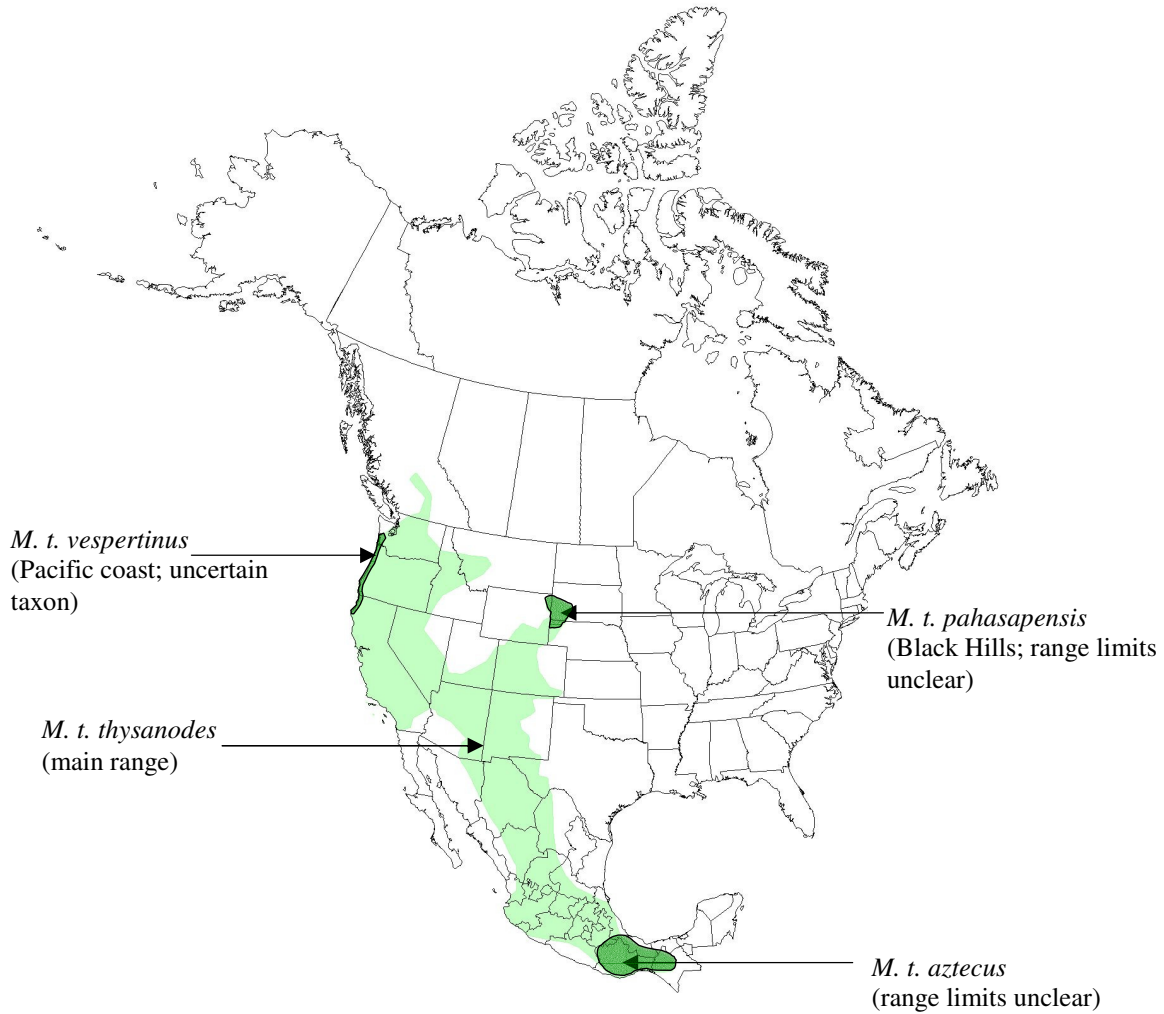 M. t. vespertinus
(Pacific coast; uncertain
taxon)
M. t. pahasapensis
(Black Hills; range limits
unclear)
M. t. thysanodes
(main range)
M. t. aztecus
(range limits unclear)